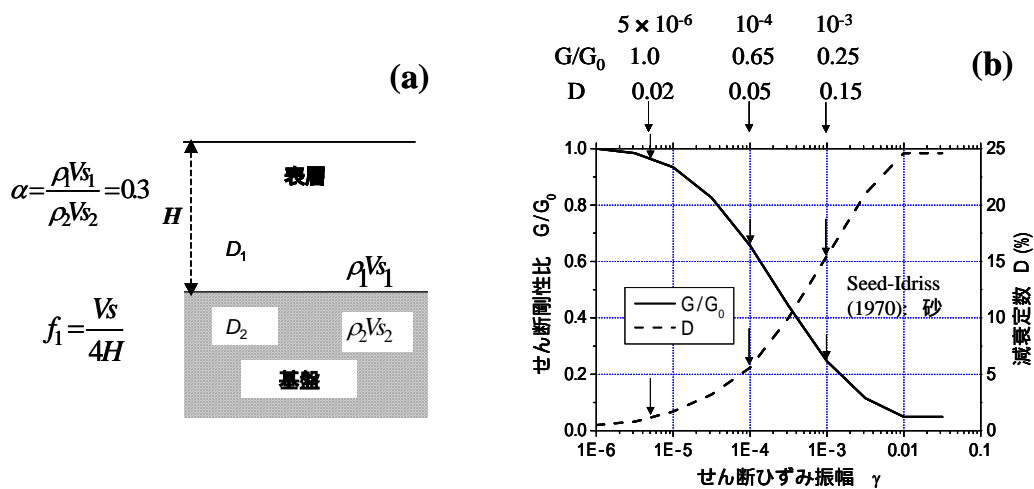 (a)
表層
α=ρ₁Vs₁/ρ₂Vs₂=0.3
H
D₁
ρ₁Vs₁
f₁=Vs/4H
D₂
ρ₂Vs₂
基盤
(b)
5×10⁻⁶ 10⁻⁴ 10⁻³
G/G₀ 1.0 0.65 0.25
D 0.02 0.05 0.15
せん断剛性比 G/G₀
1.0
0.8
0.6
0.4
0.2
0.0
G/G₀
D
Seed-Idriss
(1970): 砂
25
20
15
10
5
0
減衰定数 D (%)
1E-6 1E-5 1E-4 1E-3 0.01 0.1
せん断ひずみ振幅 γ